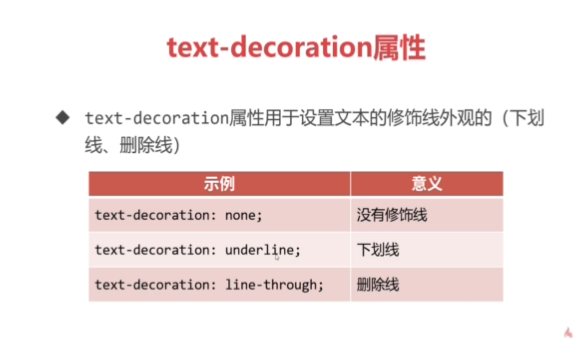 text-decoration属性
◆ text-decoration属性用于设置文本的修饰线外观的（下划
线、删除线）
示例 意义
text-decoration: none; 没有修饰线
text-decoration: underline; 下划线
text-decoration: line-through; 删除线